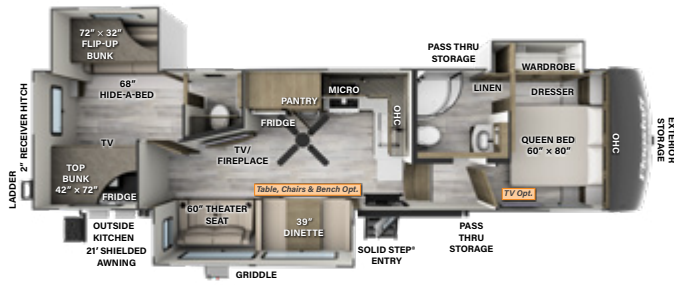 72" × 32"
FLIP-UP
BUNK
68"
HIDE-A-BED
LADDER
2" RECEIVER HITCH
TV
TOP
BUNK
42" × 72"
FRIDGE
OUTSIDE
KITCHEN
21' SHIELDED
AWNING
PANTRY
MICRO
FRIDGE
OHC
TV/
FIREPLACE
Table, Chairs & Bench Opt.
60" THEATER
SEAT
39"
DINETTE
GRIDDLE
SOLID STEP®
ENTRY
PASS THRU
STORAGE
LINEN
WARDROBE
DRESSER
QUEEN BED
60" × 80"
OHC
TV Opt.
PASS
THRU
STORAGE
EXTERIOR
STORAGE